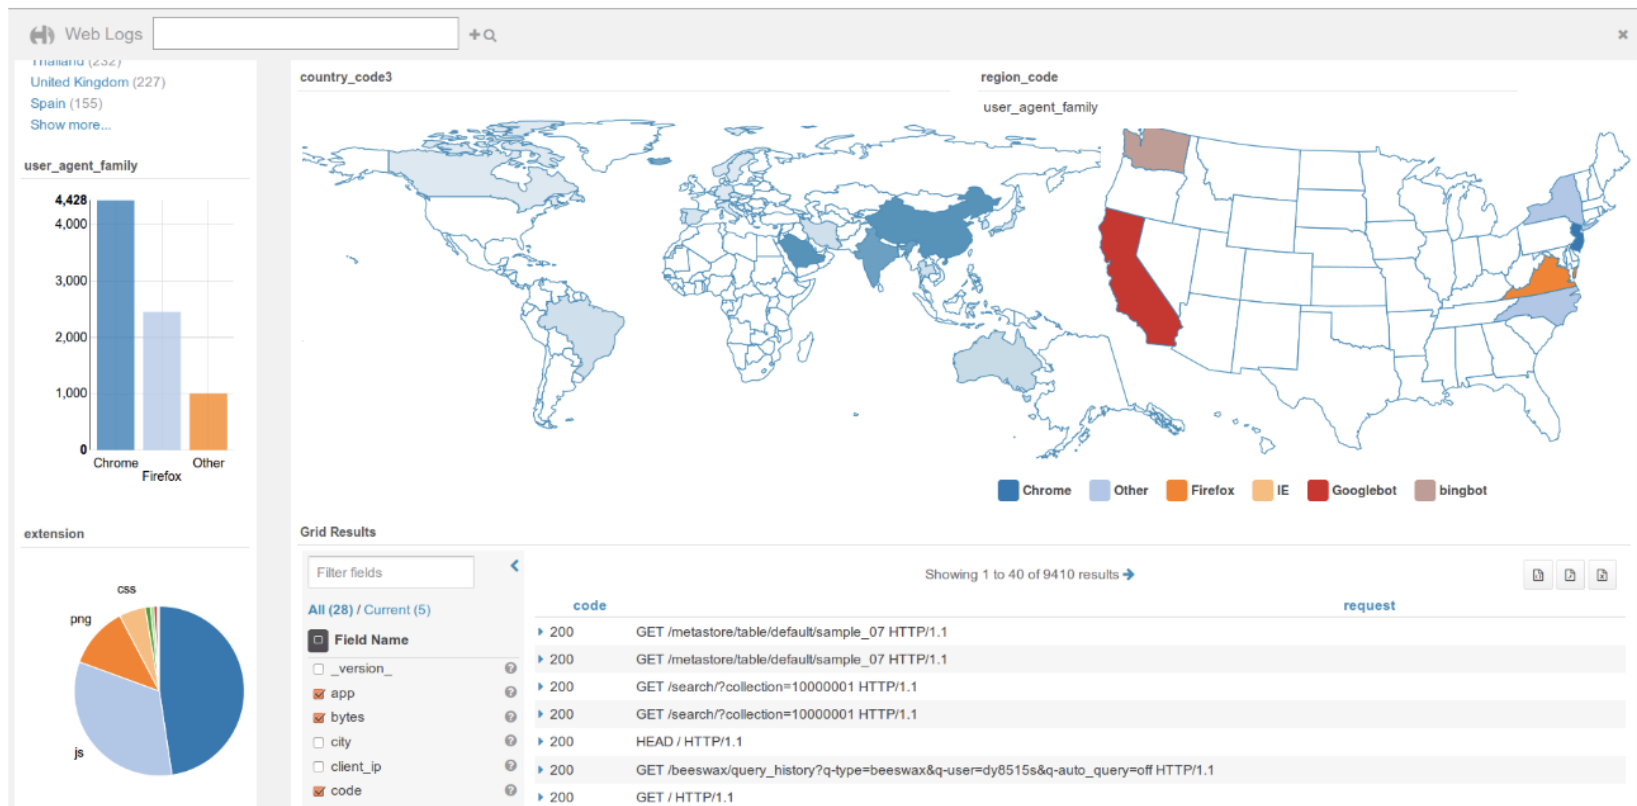 Web Logs
Thailand (232)
United Kingdom (227)
Spain (155)
Show more...
user_agent_family
4,428
4,000
3,000
2,000
1,000
0
Chrome
Firefox
Other
extension
css
png
js
country_code3
region_code
user_agent_family
Chrome Other Firefox IE Googlebot bingbot
Grid Results
Filter fields
Showing 1 to 40 of 9410 results
All (28) / Current (5)
Field Name
_version_
app
bytes
city
client_ip
code
code request
200 GET /metastore/table/default/sample_07 HTTP/1.1
200 GET /metastore/table/default/sample_07 HTTP/1.1
200 GET /search/?collection=10000001 HTTP/1.1
200 GET /search/?collection=10000001 HTTP/1.1
200 HEAD / HTTP/1.1
200 GET /beeswax/query_history?q-type=beeswax&q-user=dy8515s&q-auto_query=off HTTP/1.1
200 GET / HTTP/1.1